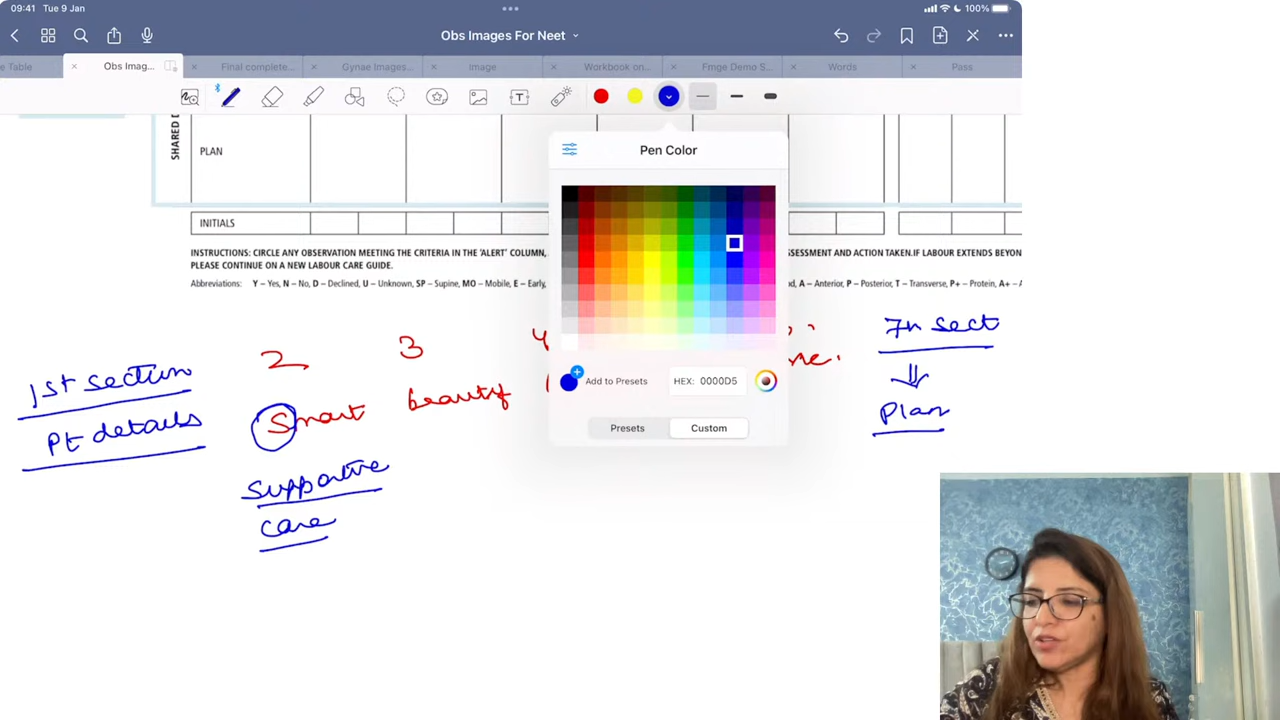 09:41 Tue 9 Jan
100%
Obs Images For Neet
e Table
Obs Imag...
Final complete...
Gynae Images...
Image
Workbook on...
Fmge Demo S...
Words
Pass
SHARED D
PLAN
INITIALS
INSTRUCTIONS: CIRCLE ANY OBSERVATION MEETING THE CRITERIA IN THE 'ALERT' COLUMN,
SSESSMENT AND ACTION TAKEN.IF LABOUR EXTENDS BEYON
PLEASE CONTINUE ON A NEW LABOUR CARE GUIDE.
Abbreviations: Y – Yes, N – No, D – Declined, U – Unknown, SP – Supine, MO – Mobile, E – Early,
nd, A – Anterior, P – Posterior, T – Transverse, P+ – Protein, A+ – A
Pen Color
Add to Presets
HEX: 0000D5
Presets
Custom
1st section
Pt details
2
Smart
supportive
care
3
beauty
4
me.
7th sect
⇓
Plan